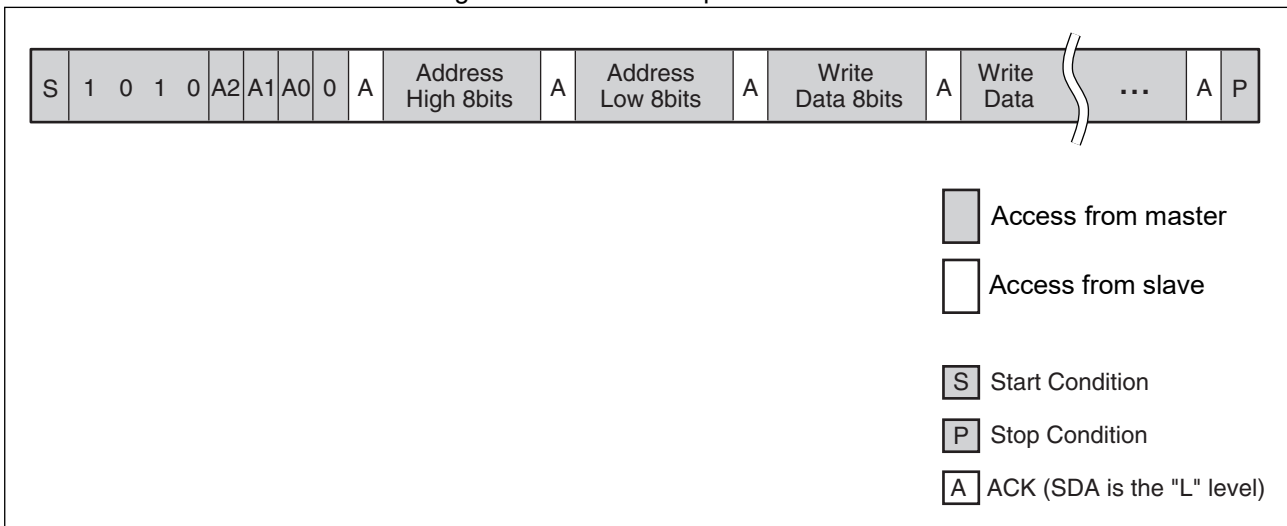 S 1 0 1 0 A2 A1 A0 0 A Address High 8bits A Address Low 8bits A Write Data 8bits A Write Data ... A P
Access from master
Access from slave
S Start Condition
P Stop Condition
A ACK (SDA is the "L" level)